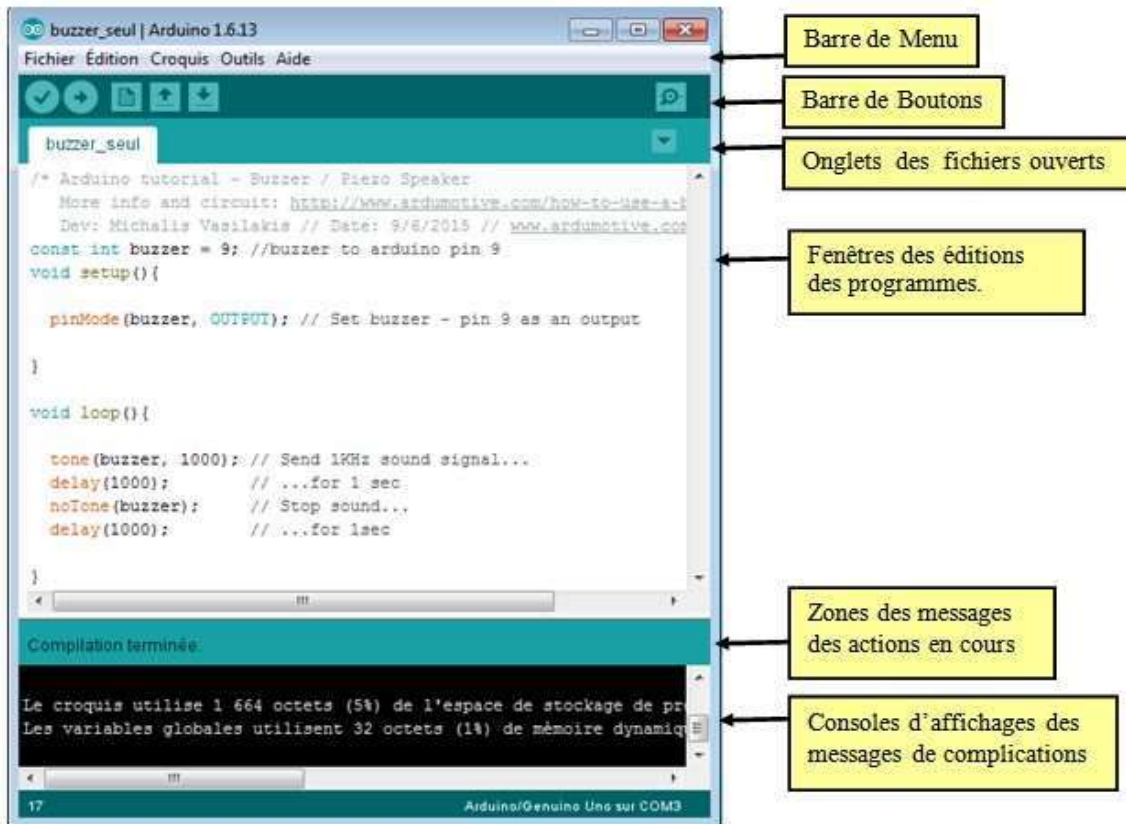 buzzer_seul | Arduino 1.6.13
Fichier Édition Croquis Outils Aide
buzzer_seul
/* Arduino tutorial - Buzzer / Piezo Speaker
More info and circuit: http://www.ardumotive.com/how-to-use-a-b
Dev: Michalis Vasilakis // Date: 9/6/2015 // www.ardumotive.com
const int buzzer = 9; //buzzer to arduino pin 9
void setup(){
pinMode(buzzer, OUTPUT); // Set buzzer - pin 9 as an output
}
void loop(){
tone(buzzer, 1000); // Send 1KHz sound signal...
delay(1000); // ...for 1 sec
noTone(buzzer); // Stop sound...
delay(1000); // ...for 1sec
}
Compilation terminée.
Le croquis utilise 1 664 octets (5%) de l'espace de stockage de pr
Les variables globales utilisent 32 octets (1%) de mémoire dynamiq
17
Arduino/Genuino Uno sur COM3
Barre de Menu
Barre de Boutons
Onglets des fichiers ouverts
Fenêtres des éditions
des programmes.
Zones des messages
des actions en cours
Consoles d'affichages des
messages de complications